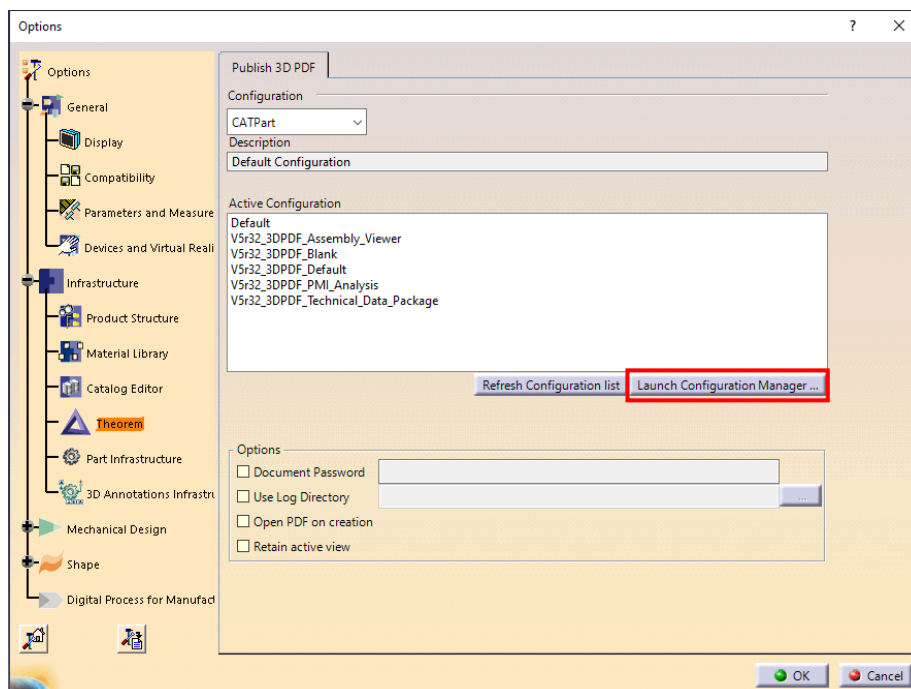 Options
?
Options
General
Display
Compatibility
Parameters and Measure
Devices and Virtual Reali
Infrastructure
Product Structure
Material Library
Catalog Editor
Theorem
Part Infrastructure
3D Annotations Infrastru
Mechanical Design
Shape
Digital Process for Manufact
Publish 3D PDF
Configuration
CATPart
Description
Default Configuration
Active Configuration
Default
V5r32_3DPDF_Assembly_Viewer
V5r32_3DPDF_Blank
V5r32_3DPDF_Default
V5r32_3DPDF_PMI_Analysis
V5r32_3DPDF_Technical_Data_Package
Refresh Configuration list Launch Configuration Manager ...
Options
Document Password
Use Log Directory ...
Open PDF on creation
Retain active view
OK Cancel